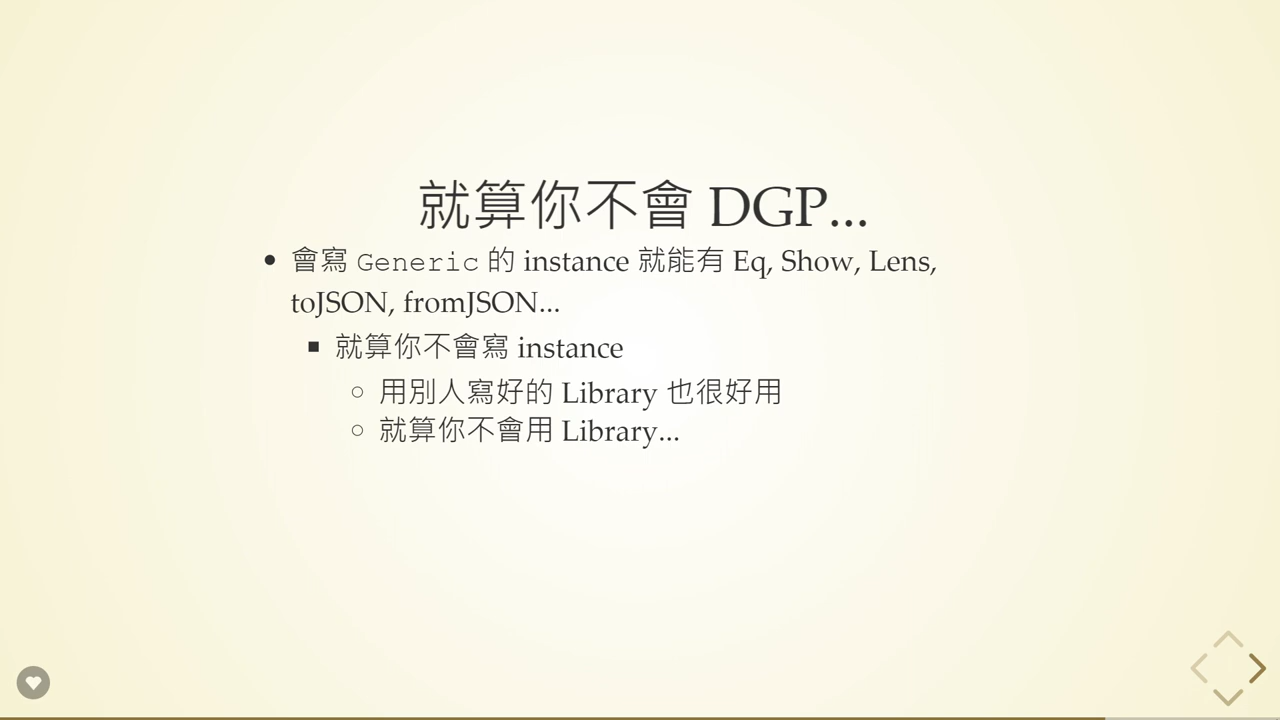 就算你不會 DGP...
會寫 Generic 的 instance 就能有 Eq, Show, Lens,
toJSON, fromJSON...
就算你不會寫 instance
用別人寫好的 Library 也很好用
就算你不會用 Library...